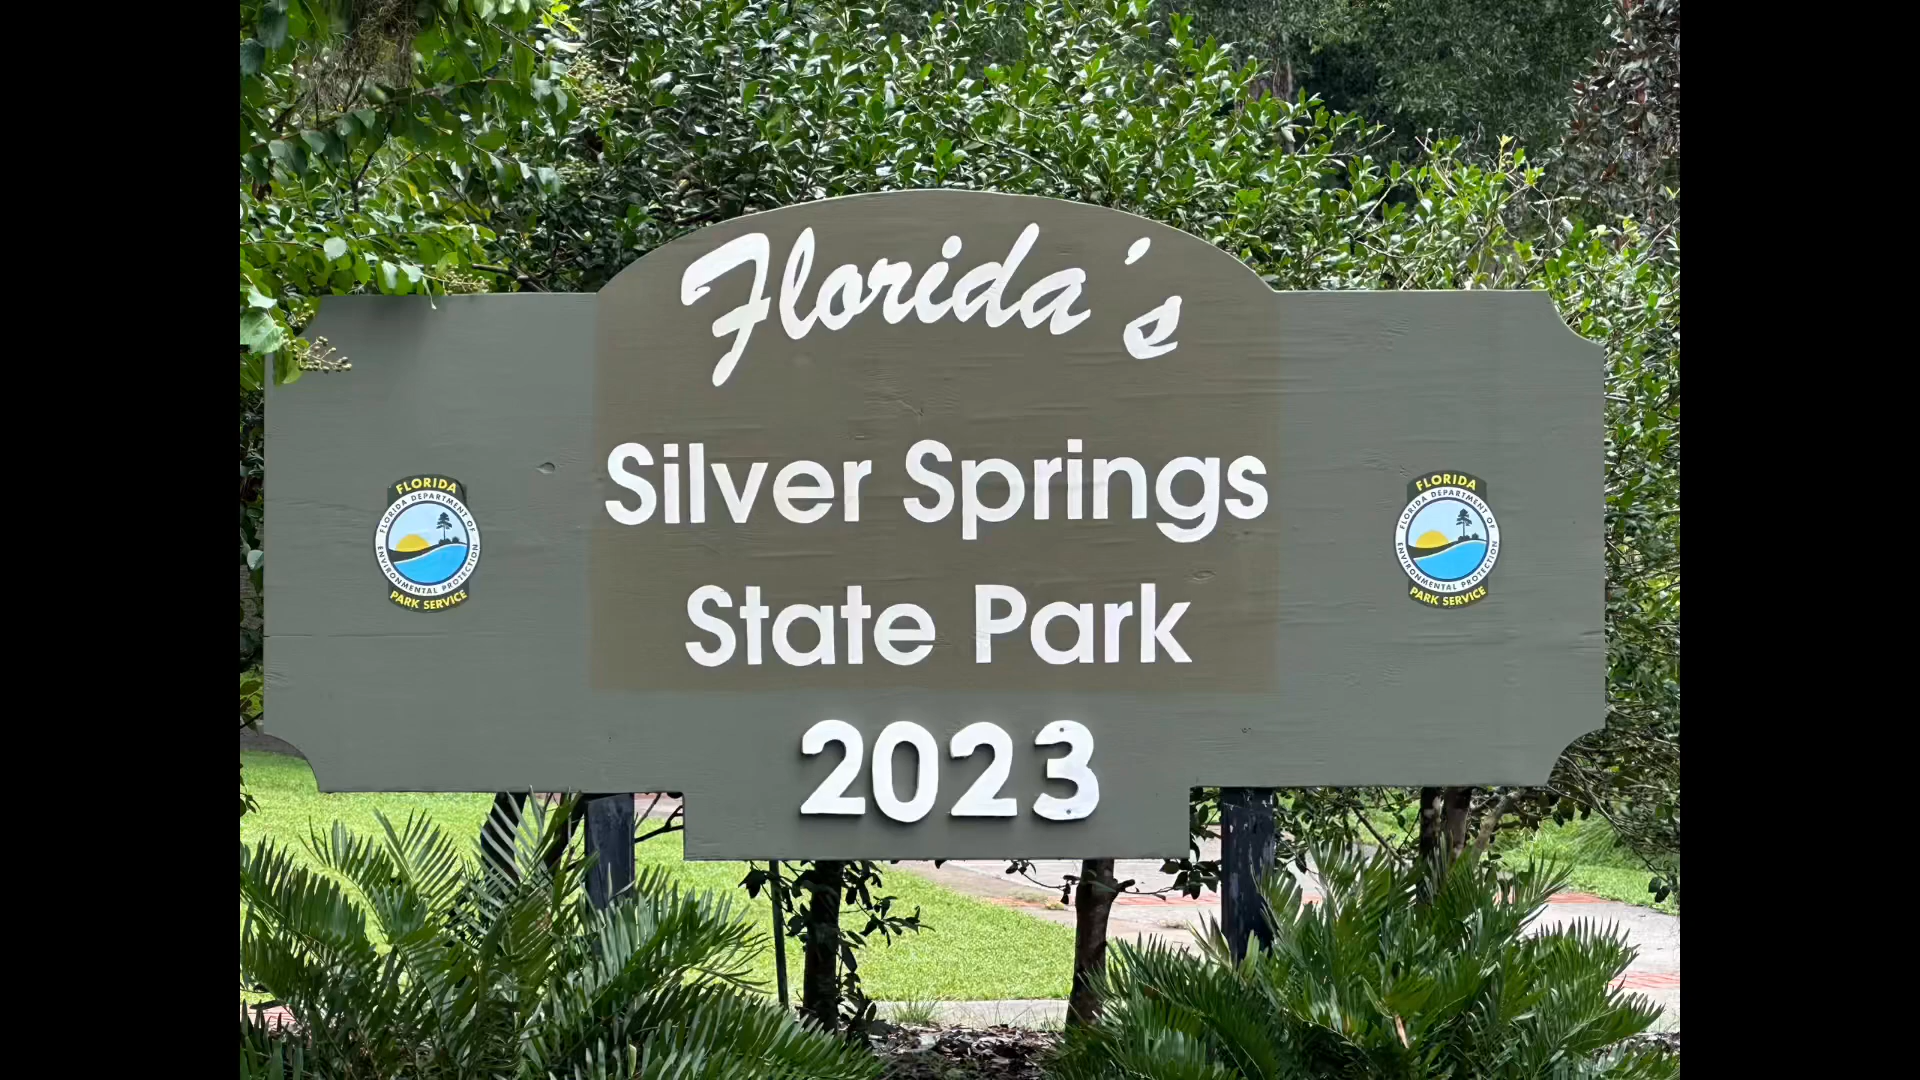 Florida's
Silver Springs
State Park
2023
FLORIDA
FLORIDA DEPARTMENT OF
ENVIRONMENTAL PROTECTION
PARK SERVICE
FLORIDA
FLORIDA DEPARTMENT OF
ENVIRONMENTAL PROTECTION
PARK SERVICE